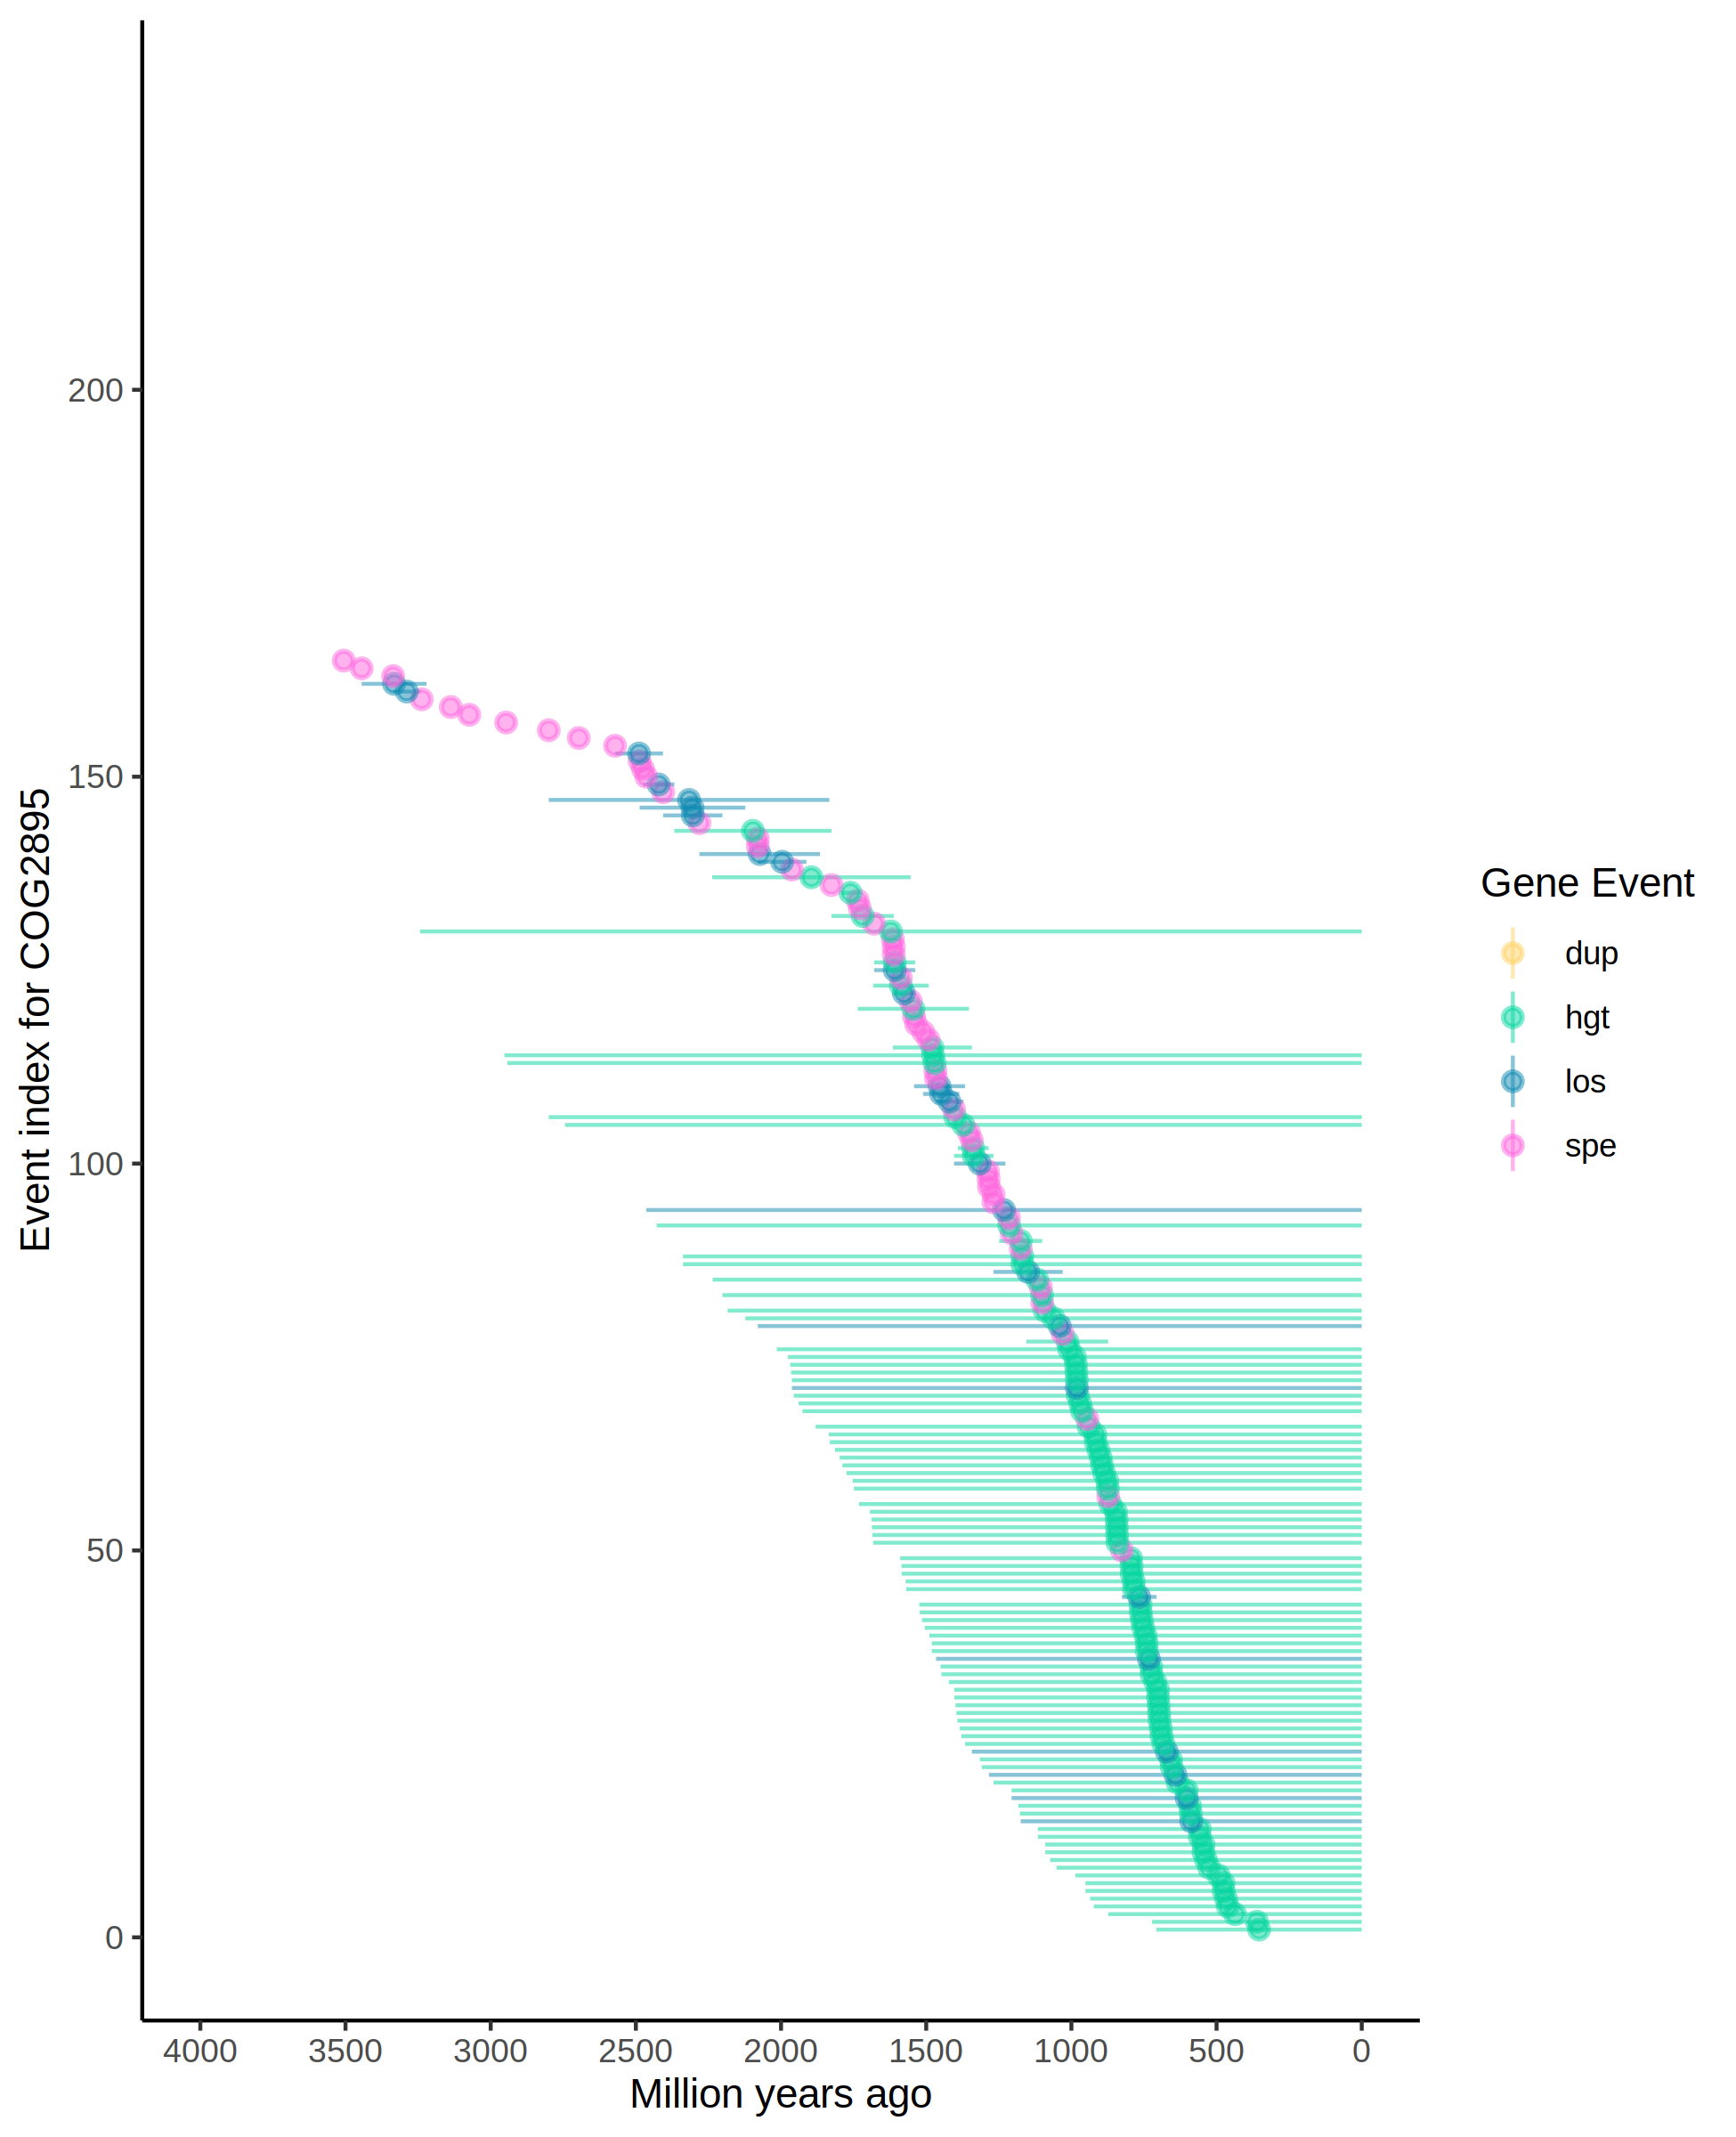 Event index for COG2895
200
150
100
50
0
4000 3500 3000 2500 2000 1500 1000 500 0
Million years ago
Gene Event
dup
hgt
los
spe